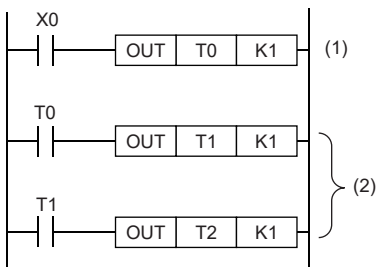 X0
OUT T0 K1 (1)
T0
OUT T1 K1
(2)
T1
OUT T2 K1